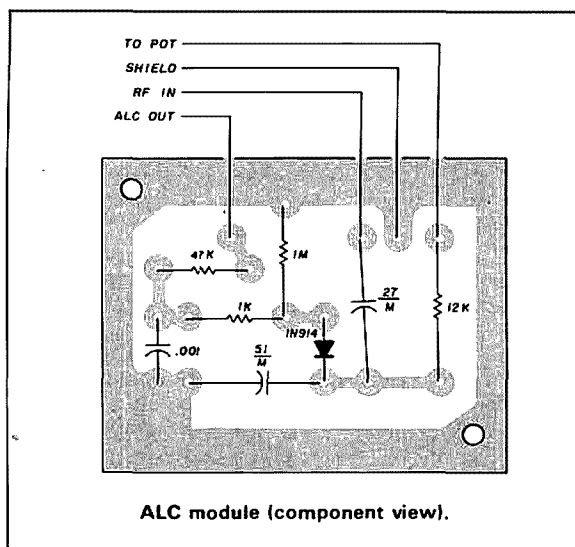 TO POT
SHIELD
RF IN
ALC OUT
47K
1M
27
M
1K
12K
1N914
.001
51
M
ALC module (component view).